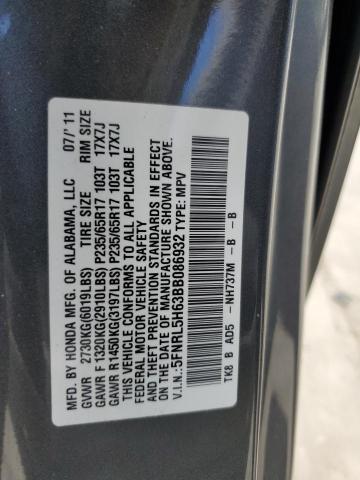 MFD. BY HONDA MFG. OF ALABAMA, LLC 07/'11
GVWR 2730KG(6019LBS) TIRE SIZE RIM SIZE
GAWR F 1320KG(2910LBS) P235/65R17 103T 17X7J
GAWR R 1450KG(3197LBS) P235/65R17 103T 17X7J
THIS VEHICLE CONFORMS TO ALL APPLICABLE
FEDERAL MOTOR VEHICLE SAFETY
AND THEFT PREVENTION STANDARDS IN EFFECT
ON THE DATE OF MANUFACTURE SHOWN ABOVE.
V.I.N.: 5FNRL5H63BB086932 TYPE: MPV
TK8 B AD5 -NH737M -B -B